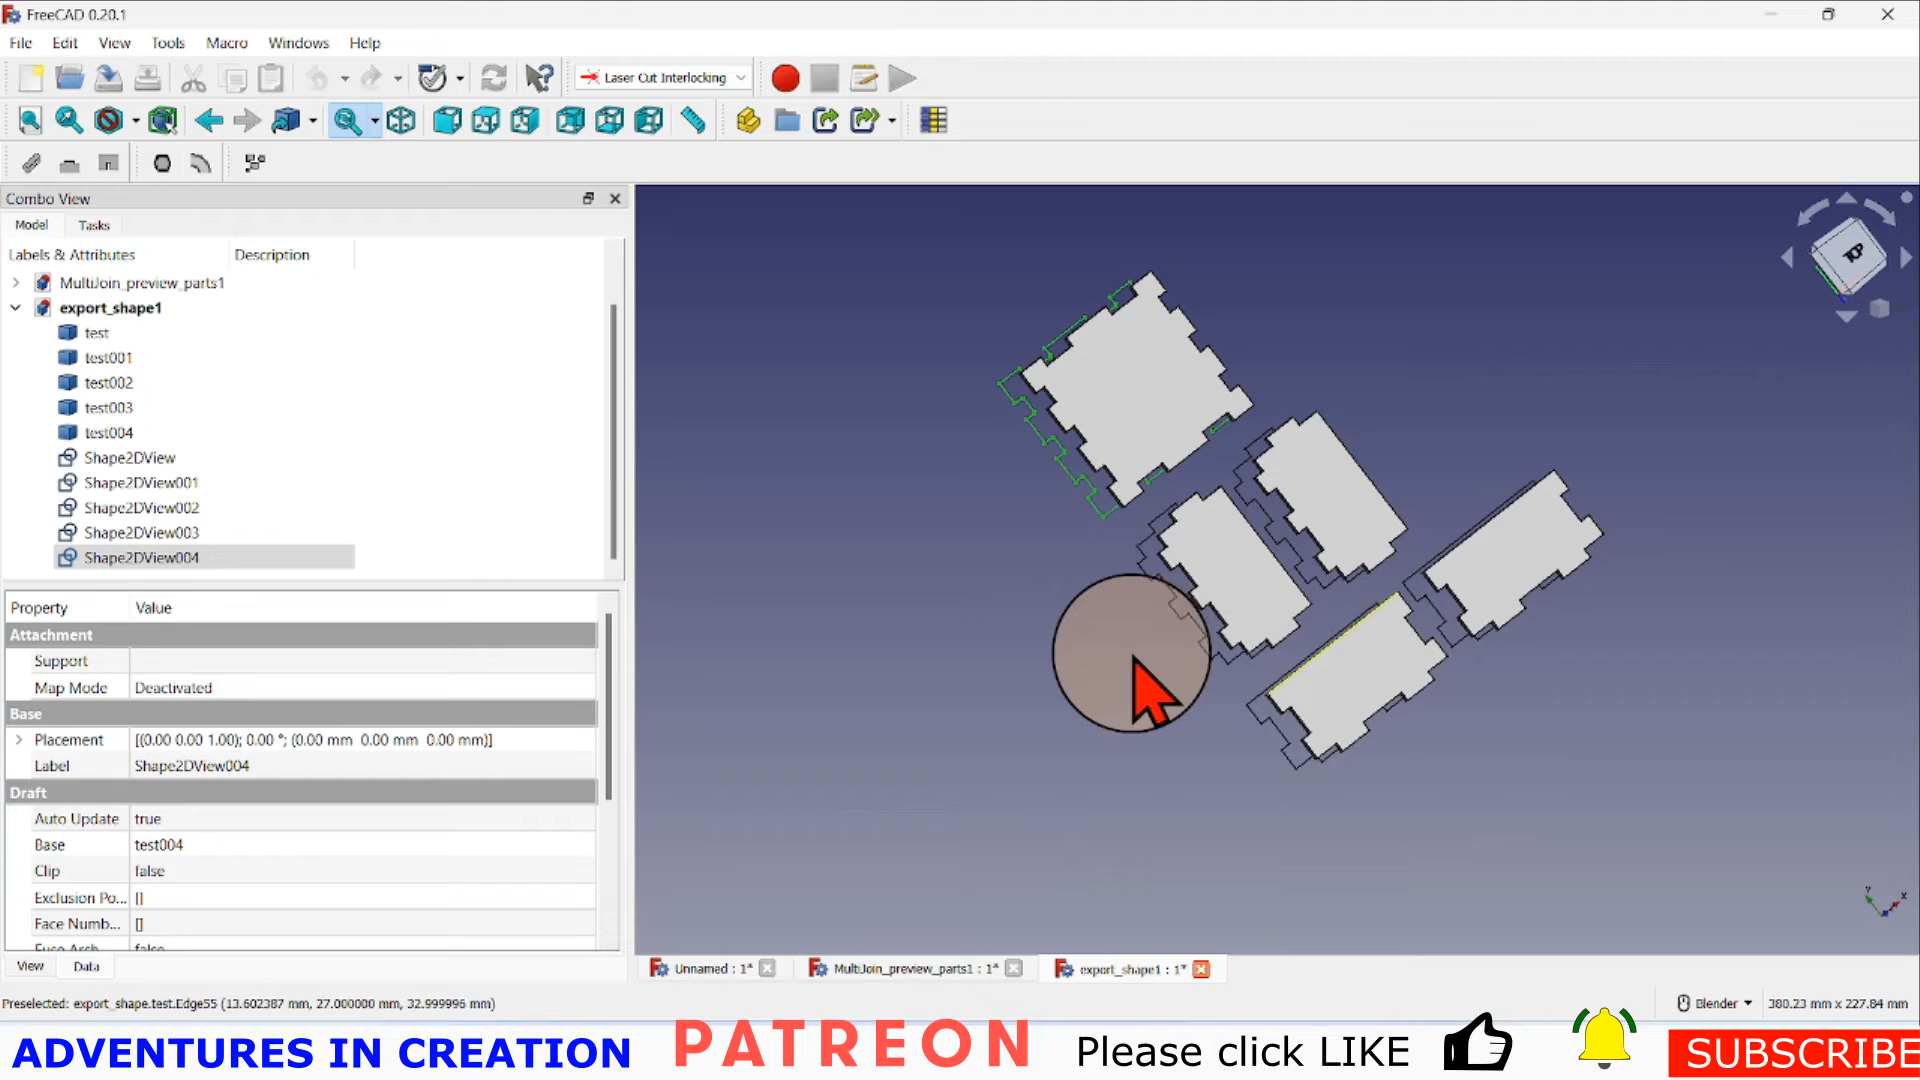 FreeCAD 0.20.1
File Edit View Tools Macro Windows Help
Laser Cut Interlocking
Combo View
Model Tasks
Labels & Attributes Description
MultiJoin_preview_parts1
export_shape1
test
test001
test002
test003
test004
Shape2DView
Shape2DView001
Shape2DView002
Shape2DView003
Shape2DView004
TOP
Property Value
Attachment
Support
Map Mode Deactivated
Base
Placement [(0.00 0.00 1.00); 0.00 °; (0.00 mm 0.00 mm 0.00 mm)]
Label Shape2DView004
Draft
Auto Update true
Base test004
Clip false
Exclusion Po... []
Face Numb... []
Fuse Arch false
Y X
View Data
Unnamed : 1* MultiJoin_preview_parts1 : 1* export_shape1 : 1*
Preselected: export_shape.test.Edge55 (13.602387 mm, 27.000000 mm, 32.999996 mm)
Blender 380.23 mm x 227.84 mm
ADVENTURES IN CREATION PATREON Please click LIKE SUBSCRIBE